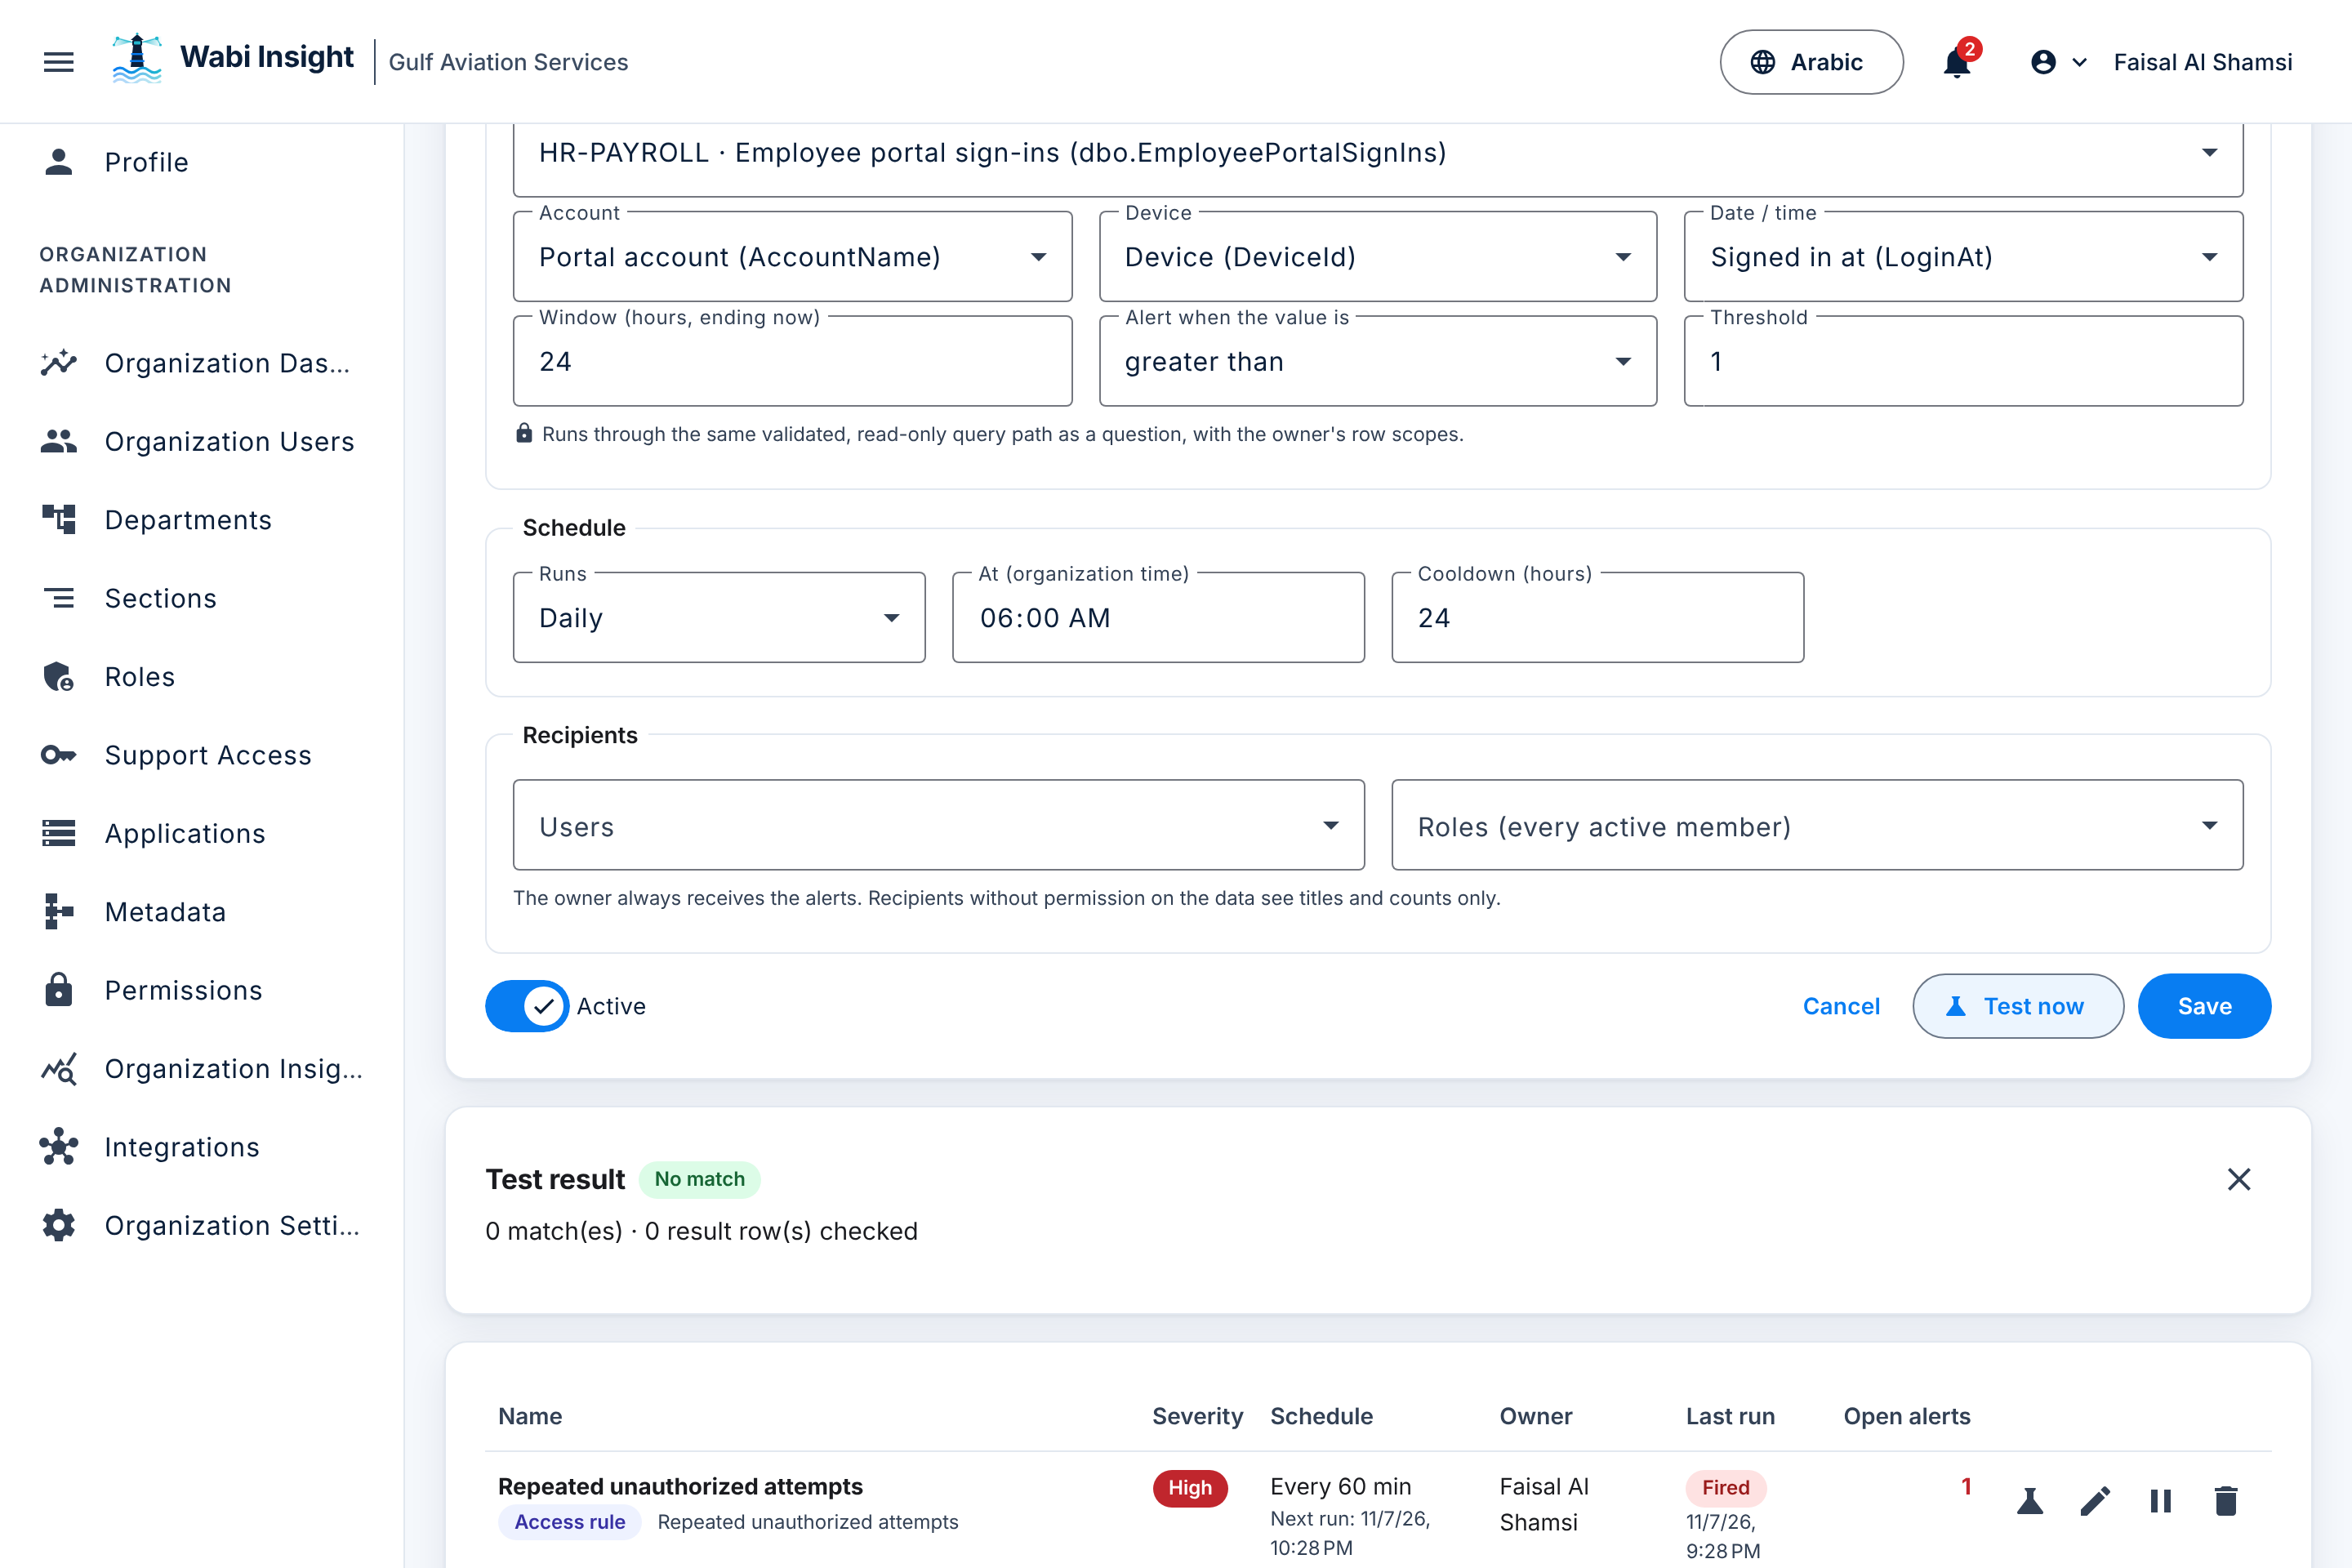 Wabi Insight
Gulf Aviation Services
Arabic
2
Faisal Al Shamsi
Profile
ORGANIZATION
ADMINISTRATION
Organization Das...
Organization Users
Departments
Sections
Roles
Support Access
Applications
Metadata
Permissions
Organization Insig...
Integrations
Organization Setti...
HR-PAYROLL · Employee portal sign-ins (dbo.EmployeePortalSignIns)
Account
Portal account (AccountName)
Device
Device (DeviceId)
Date / time
Signed in at (LoginAt)
Window (hours, ending now)
24
Alert when the value is
greater than
Threshold
1
Runs through the same validated, read-only query path as a question, with the owner's row scopes.
Schedule
Runs
Daily
At (organization time)
06:00 AM
Cooldown (hours)
24
Recipients
Users
Roles (every active member)
The owner always receives the alerts. Recipients without permission on the data see titles and counts only.
Active
Cancel
Test now
Save
Test result
No match
0 match(es) · 0 result row(s) checked
Name
Severity
Schedule
Owner
Last run
Open alerts
Repeated unauthorized attempts
Access rule
Repeated unauthorized attempts
High
Every 60 min
Next run: 11/7/26,
10:28 PM
Faisal Al
Shamsi
Fired
11/7/26,
9:28 PM
1